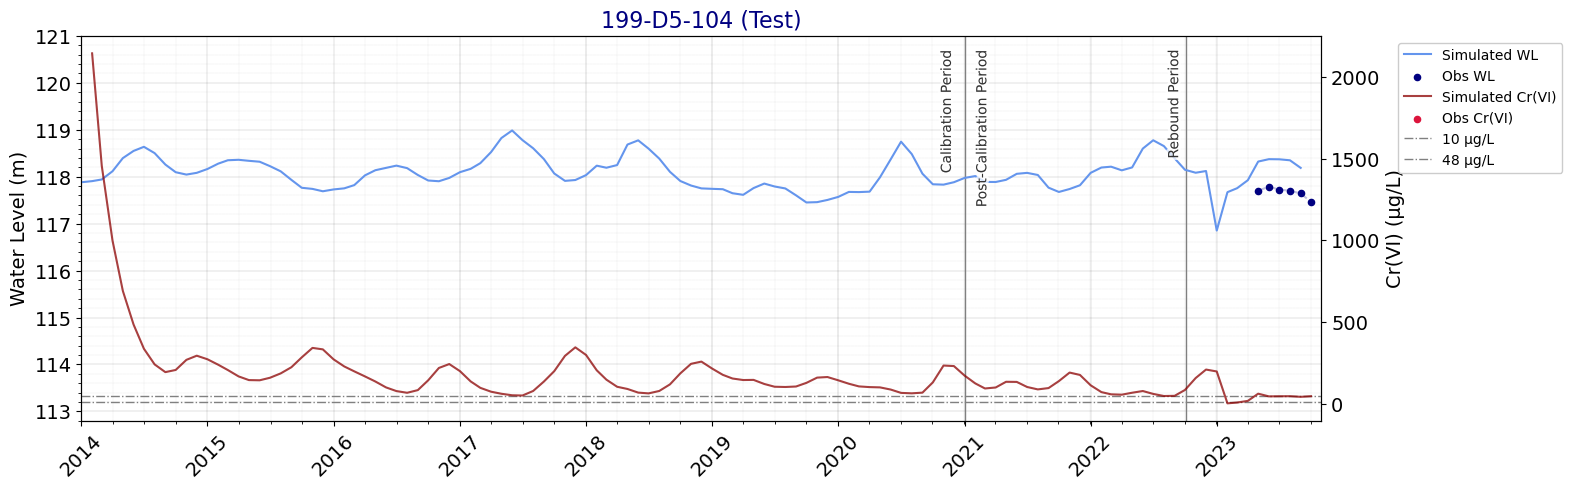 199-D5-104 (Test)
Water Level (m)
121
120
119
118
117
116
115
114
113
2014
2015
2016
2017
2018
2019
2020
2021
2022
2023
Calibration Period
Post-Calibration Period
Rebound Period
2000
1500
1000
500
0
Cr(VI) (µg/L)
Simulated WL
Obs WL
Simulated Cr(VI)
Obs Cr(VI)
10 µg/L
48 µg/L